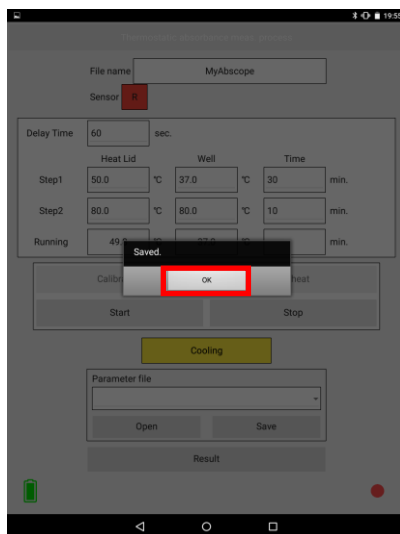 19:55
File name MyAbscope
Sensor R
Delay Time 60 sec.
Heat Lid Well Time
Step1 50.0 ℃ 37.0 ℃ 30 min.
Step2 80.0 ℃ 80.0 ℃ 10 min.
Running min.
Saved.
OK
Start Stop
Cooling
Parameter file
Open Save
Result